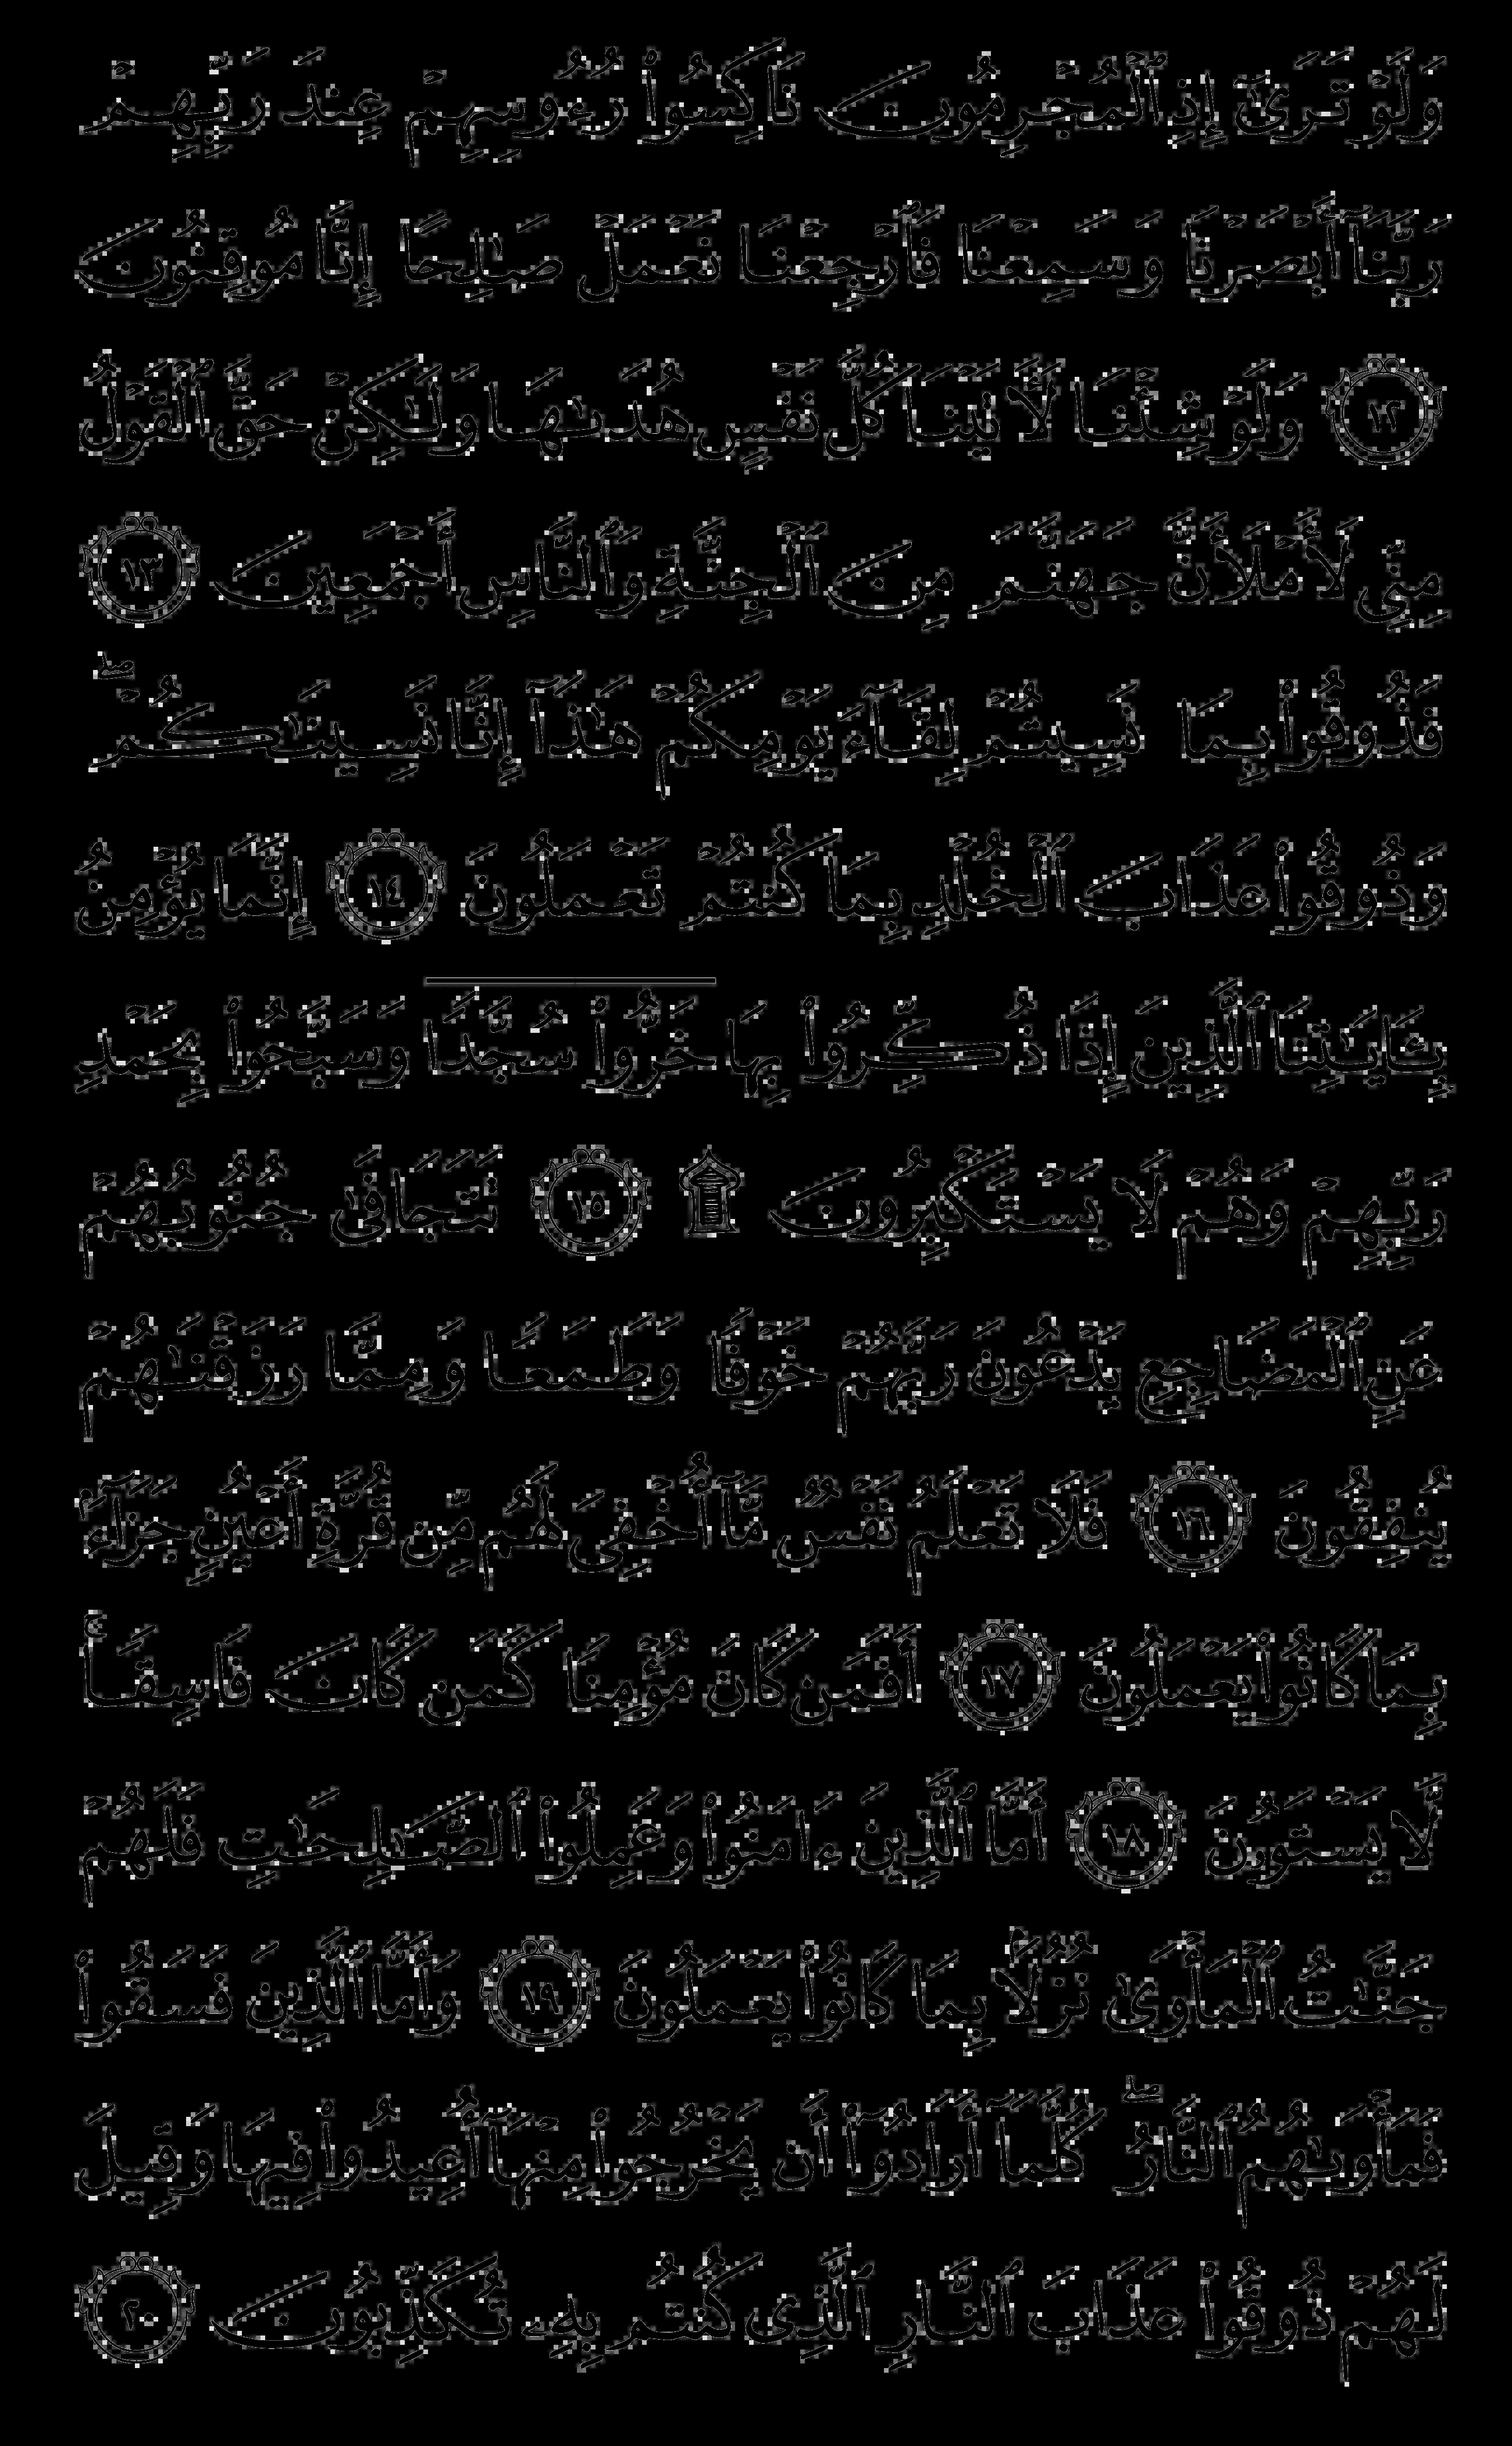 وَلَوْ تَرَىٰٓ إِذِ ٱلْمُجْرِمُونَ نَاكِسُوا۟ رُءُوسِهِمْ عِندَ رَبِّهِمْ
رَبَّنَآ أَبْصَرْنَا وَسَمِعْنَا فَٱرْجِعْنَا نَعْمَلْ صَٰلِحًا إِنَّا مُوقِنُونَ
١٢ وَلَوْ شِئْنَا لَءَاتَيْنَا كُلَّ نَفْسٍ هُدَىٰهَا وَلَٰكِنْ حَقَّ ٱلْقَوْلُ
مِنِّى لَأَمْلَأَنَّ جَهَنَّمَ مِنَ ٱلْجِنَّةِ وَٱلنَّاسِ أَجْمَعِينَ ١٣
فَذُوقُوا۟ بِمَا نَسِيتُمْ لِقَآءَ يَوْمِكُمْ هَٰذَآ إِنَّا نَسِينَٰكُمْ ۖ
وَذُوقُوا۟ عَذَابَ ٱلْخُلْدِ بِمَا كُنتُمْ تَعْمَلُونَ ١٤ إِنَّمَا يُؤْمِنُ
بِـَٔايَٰتِنَا ٱلَّذِينَ إِذَا ذُكِّرُوا۟ بِهَا خَرُّوا۟ سُجَّدًا وَسَبَّحُوا۟ بِحَمْدِ
رَبِّهِمْ وَهُمْ لَا يَسْتَكْبِرُونَ ۩ ١٥ تَتَجَافَىٰ جُنُوبُهُمْ
عَنِ ٱلْمَضَاجِعِ يَدْعُونَ رَبَّهُمْ خَوْفًا وَطَمَعًا وَمِمَّا رَزَقْنَٰهُمْ
يُنفِقُونَ ١٦ فَلَا تَعْلَمُ نَفْسٌ مَّآ أُخْفِىَ لَهُم مِّن قُرَّةِ أَعْيُنٍ جَزَآءًۢ
بِمَا كَانُوا۟ يَعْمَلُونَ ١٧ أَفَمَن كَانَ مُؤْمِنًا كَمَن كَانَ فَاسِقًا ۚ
لَّا يَسْتَوُۥنَ ١٨ أَمَّا ٱلَّذِينَ ءَامَنُوا۟ وَعَمِلُوا۟ ٱلصَّٰلِحَٰتِ فَلَهُمْ
جَنَّٰتُ ٱلْمَأْوَىٰ نُزُلًۢا بِمَا كَانُوا۟ يَعْمَلُونَ ١٩ وَأَمَّا ٱلَّذِينَ فَسَقُوا۟
فَمَأْوَىٰهُمُ ٱلنَّارُ ۖ كُلَّمَآ أَرَادُوٓا۟ أَن يَخْرُجُوا۟ مِنْهَآ أُعِيدُوا۟ فِيهَا وَقِيلَ
لَهُمْ ذُوقُوا۟ عَذَابَ ٱلنَّارِ ٱلَّذِى كُنتُم بِهِۦ تُكَذِّبُونَ ٢٠